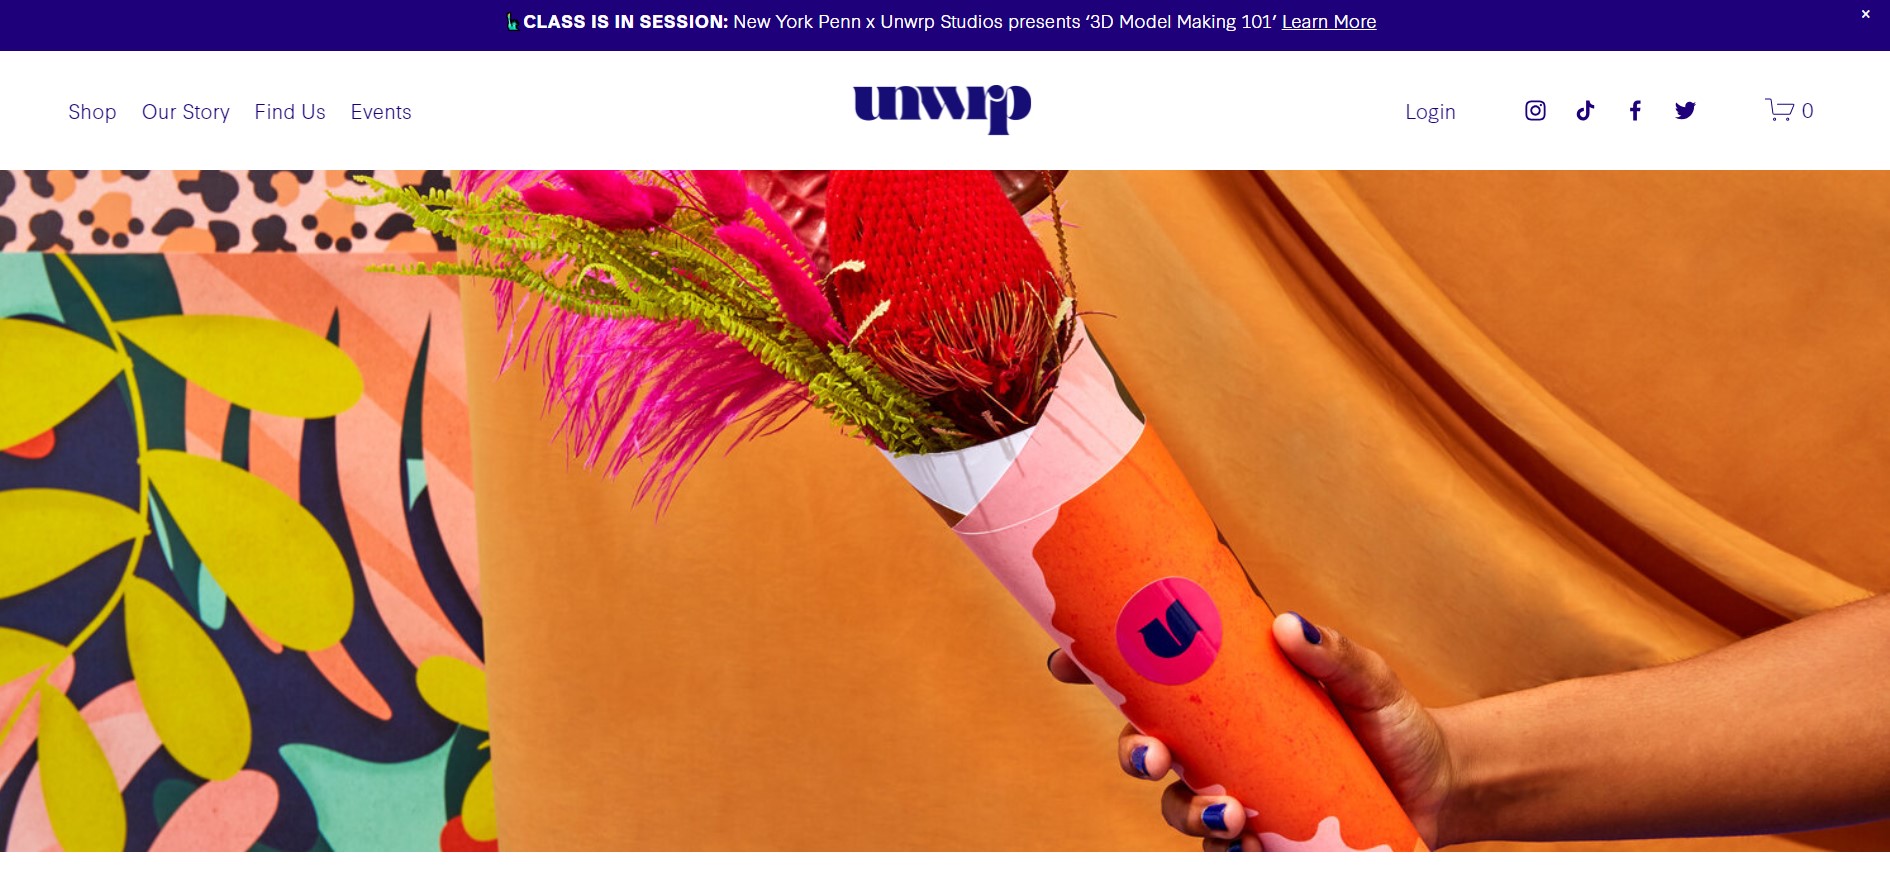 CLASS IS IN SESSION: New York Penn x Unwrp Studios presents ‘3D Model Making 101’ Learn More
Shop Our Story Find Us Events
unwrp
Login
0
u